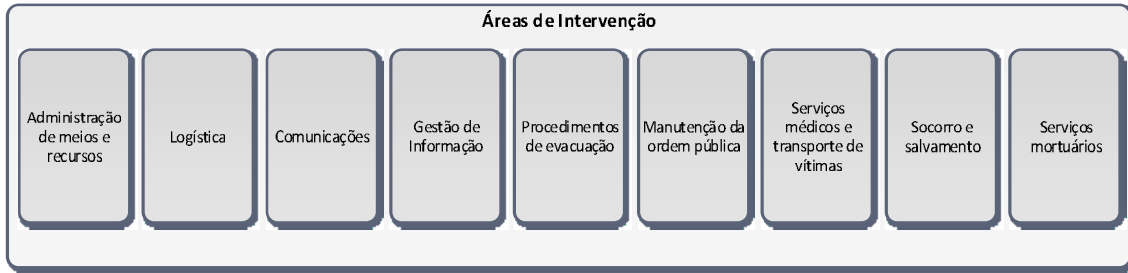 Áreas de Intervenção
Administração
de meios e
recursos
Logística
Comunicações
Gestão de
Informação
Procedimentos
de evacuação
Manutenção da
ordem pública
Serviços
médicos e
transporte de
vítimas
Socorro e
salvamento
Serviços
mortuários